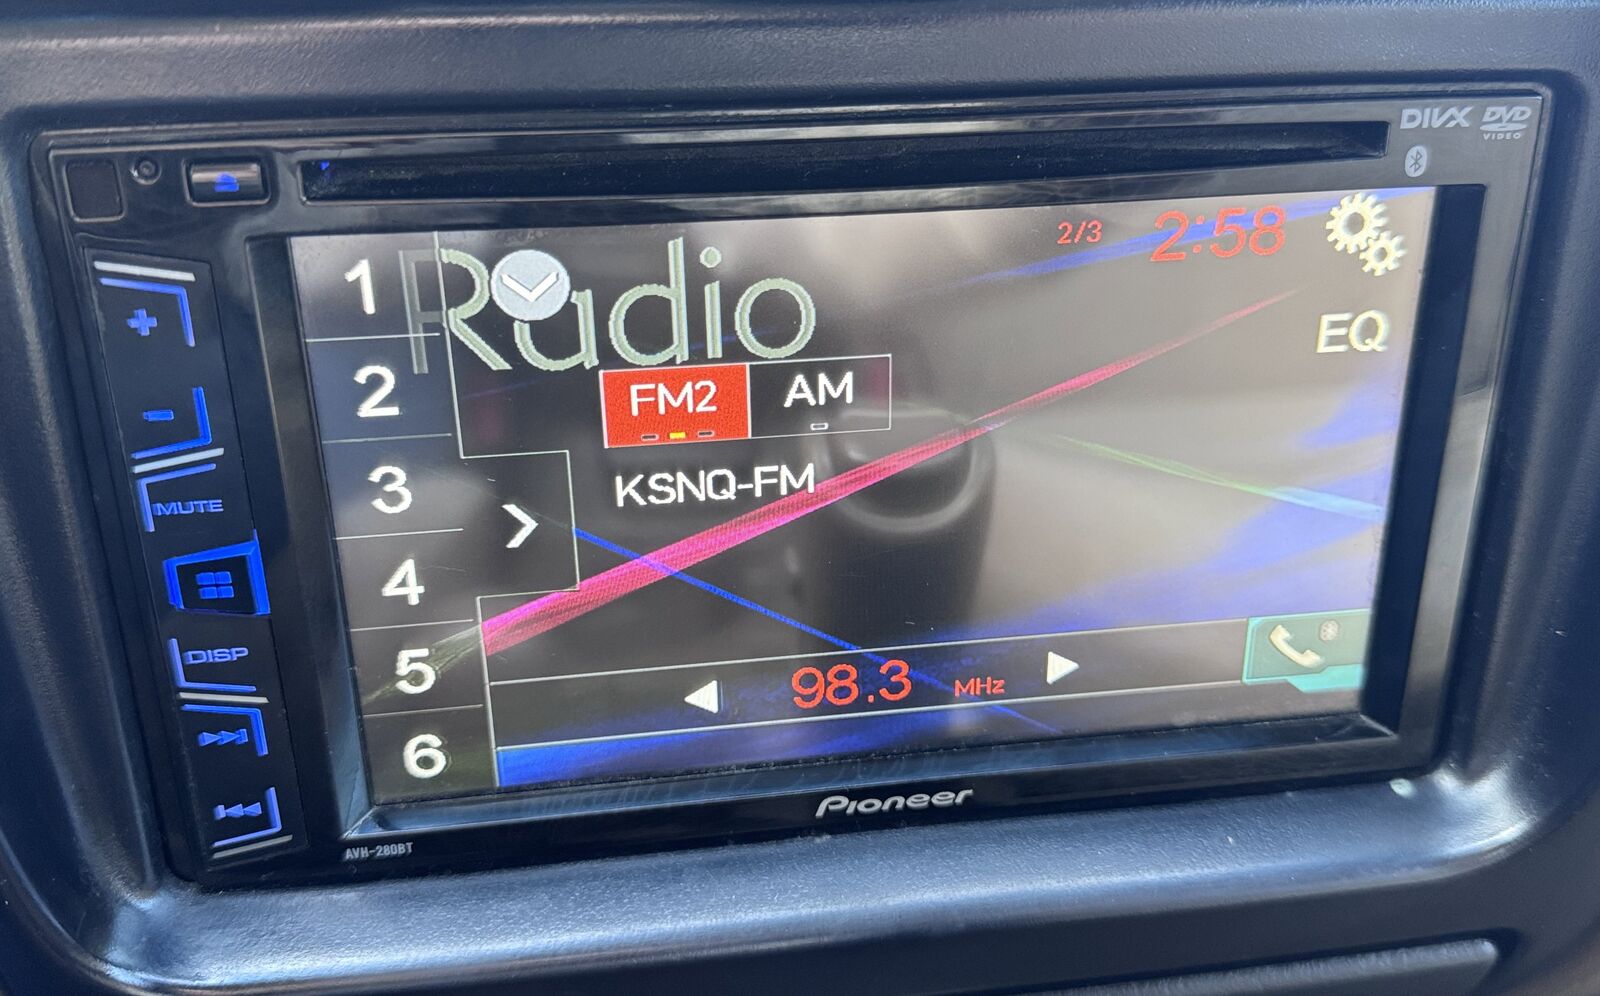 DIVX DVD
VIDEO
Radio
2/3 2:58
EQ
1
2
3
4
5
6
FM2 AM
KSNQ-FM
98.3 MHz
MUTE
DISP
Pioneer
AVH-280BT